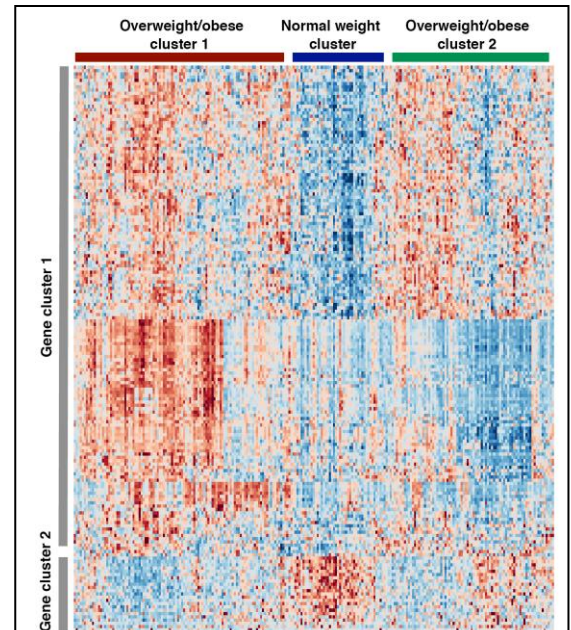 Overweight/obese
cluster 1
Normal weight
cluster
Overweight/obese
cluster 2
Gene cluster 1
Gene cluster 2